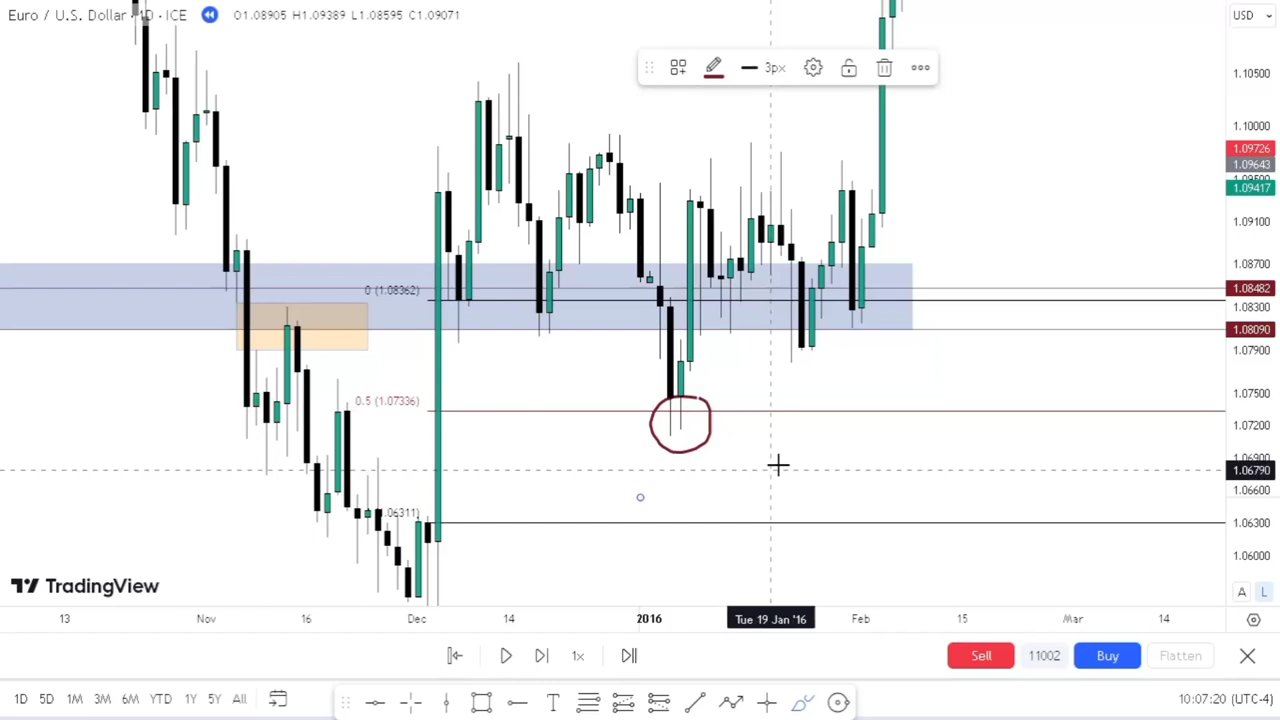 Euro / U.S. Dollar · 1D · ICE O1.08905 H1.09389 L1.08595 C1.09071
USD
3px
1.10500
1.10000
1.09726
1.09643
1.09417
1.09100
1.08700
0 (1.08362)
1.08482
1.08300
1.08090
1.07900
0.5 (1.07336)
1.07500
1.07200
1.06790
1.06600
1.06311)
1.06300
1.06000
TradingView
A L
13 Nov 16 Dec 14 2016 Tue 19 Jan '16 Feb 15 Mar 14
1x Sell 11002 Buy Flatten
1D 5D 1M 3M 6M YTD 1Y 5Y All 10:07:20 (UTC-4)